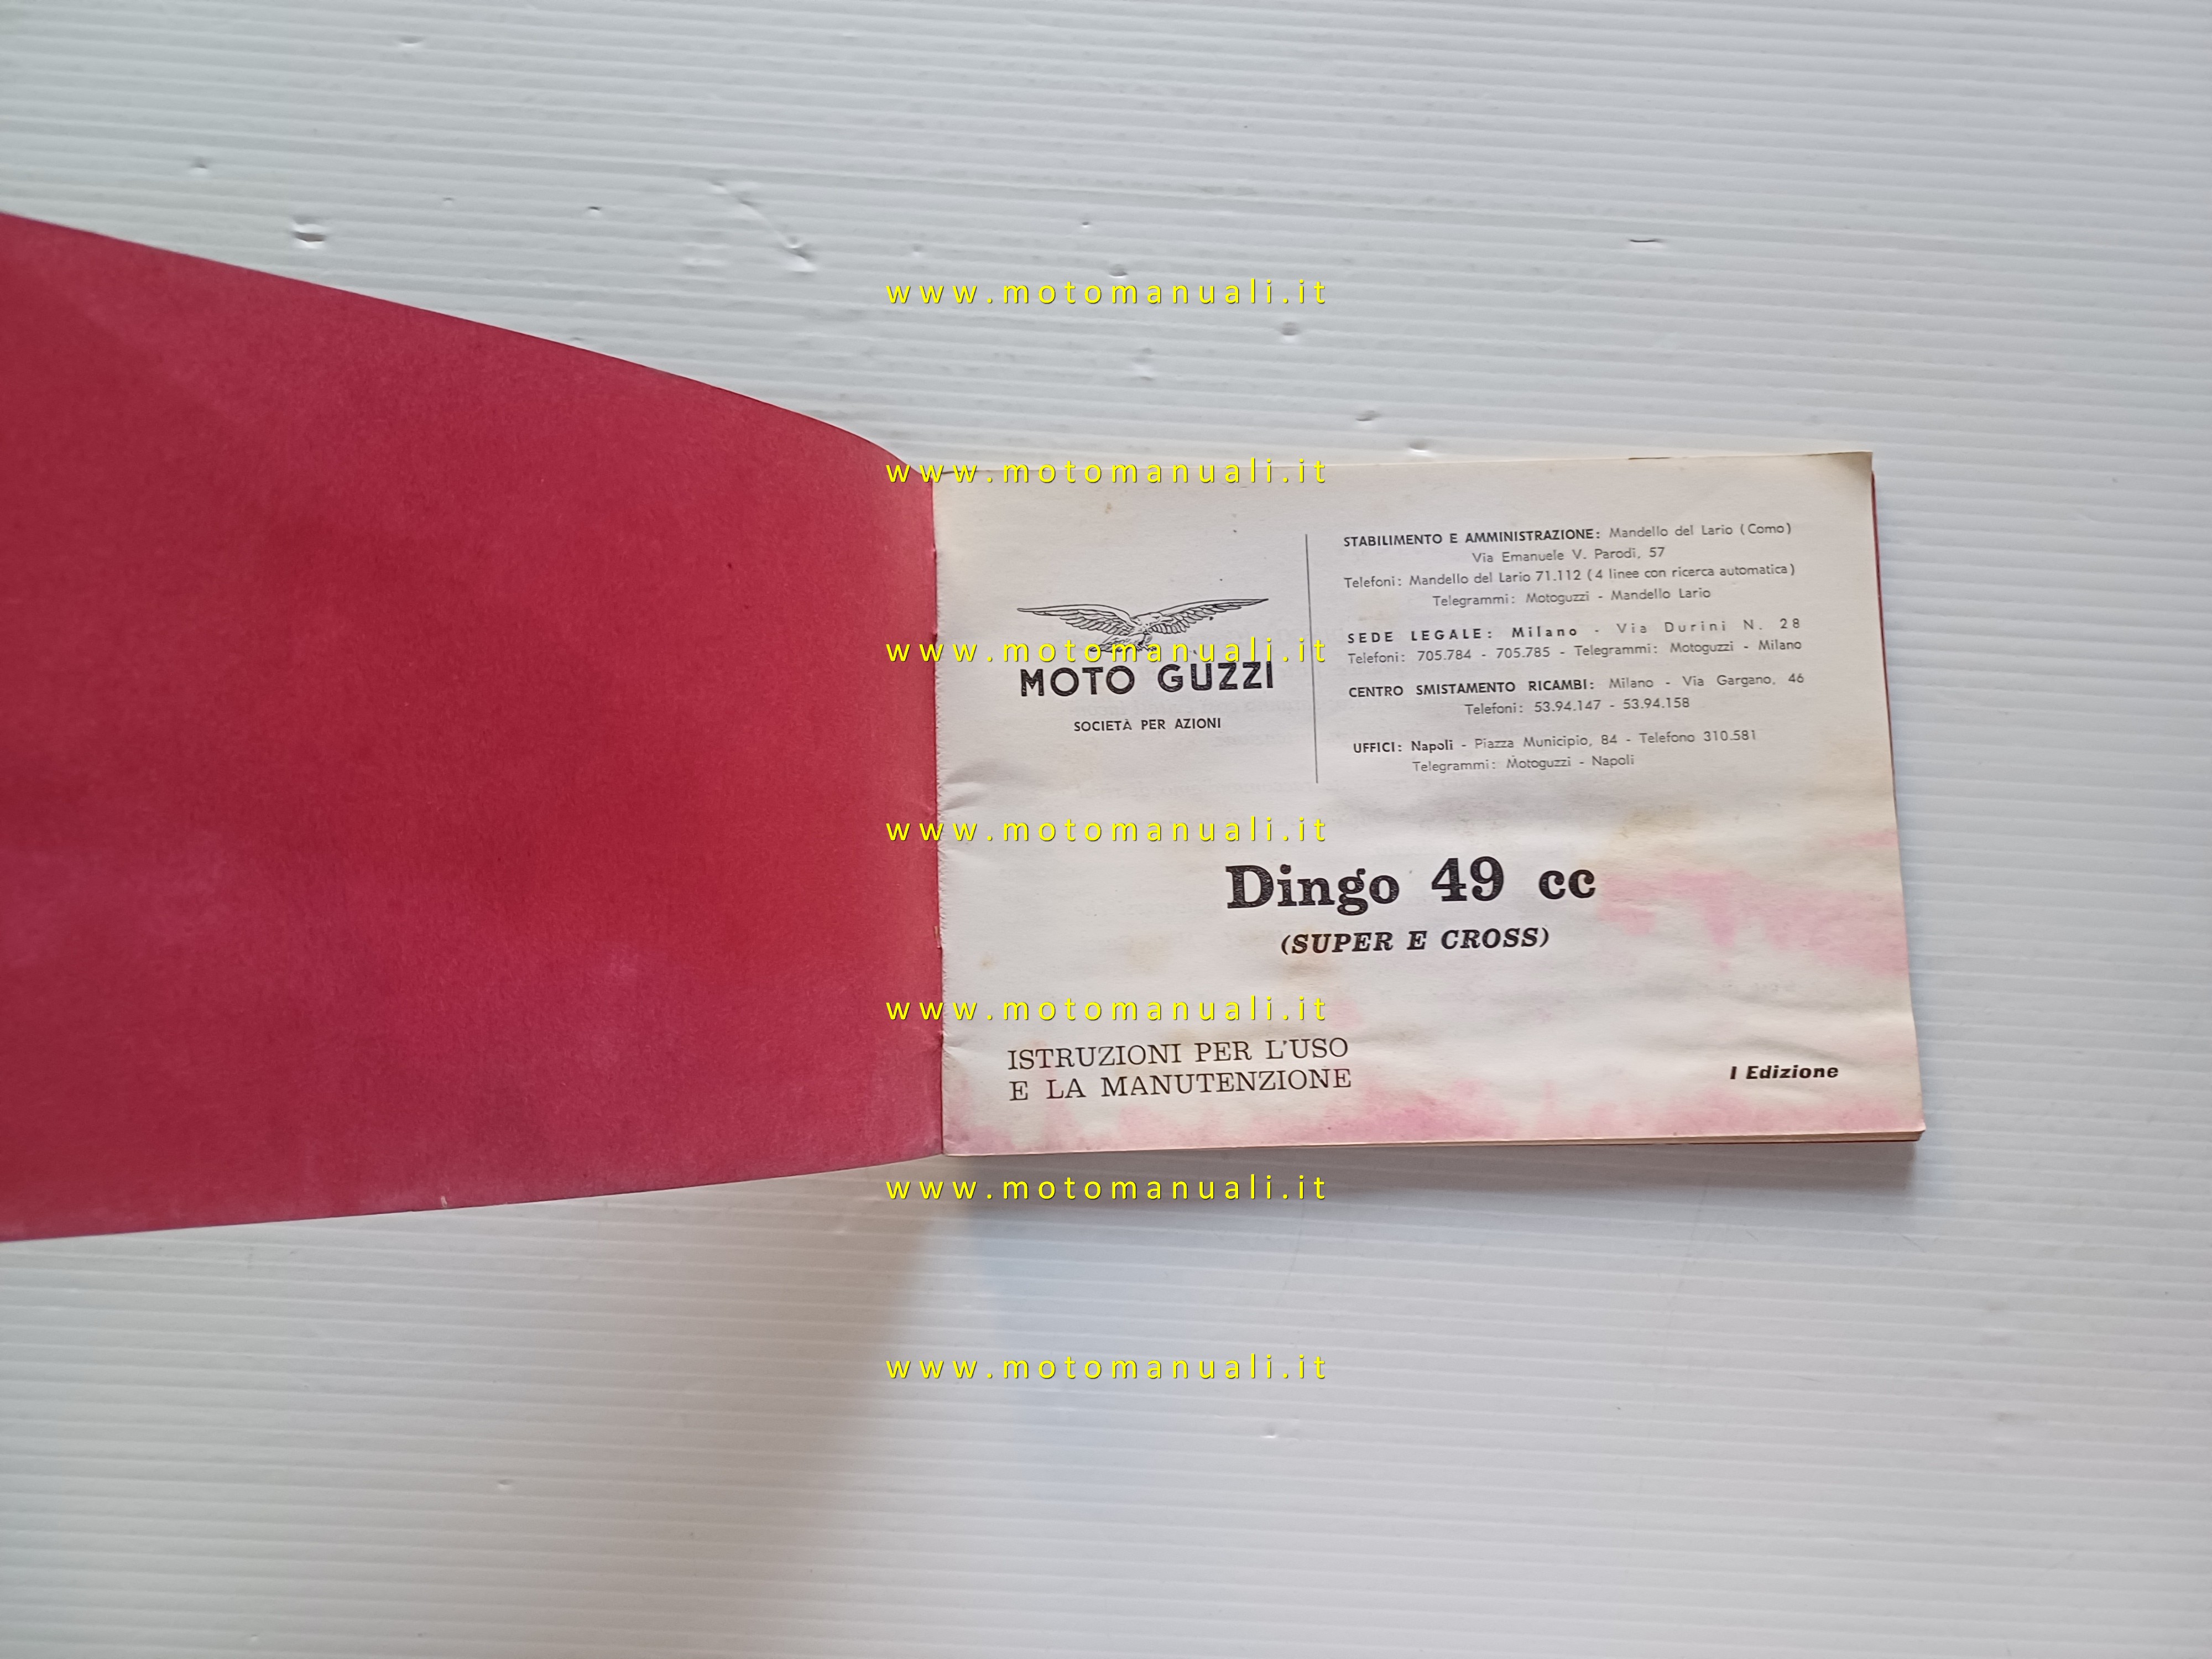 www.motomanuali.it
www.motomanuali.it
www.motomanuali.it
MOTO GUZZI
SOCIETÀ PER AZIONI
STABILIMENTO E AMMINISTRAZIONE: Mandello del Lario (Como)
Via Emanuele V. Parodi, 57
Telefoni: Mandello del Lario 71.112 (4 linee con ricerca automatica)
Telegrammi: Motoguzzi - Mandello Lario
SEDE LEGALE: Milano - Via Durini N. 28
Telefoni: 705.784 - 705.785 - Telegrammi: Motoguzzi - Milano
CENTRO SMISTAMENTO RICAMBI: Milano - Via Gargano, 46
Telefoni: 53.94.147 - 53.94.158
UFFICI: Napoli - Piazza Municipio, 84 - Telefono 310.581
Telegrammi: Motoguzzi - Napoli
www.motomanuali.it
Dingo 49 cc
(SUPER E CROSS)
www.motomanuali.it
ISTRUZIONI PER L'USO
E LA MANUTENZIONE
I Edizione
www.motomanuali.it
www.motomanuali.it